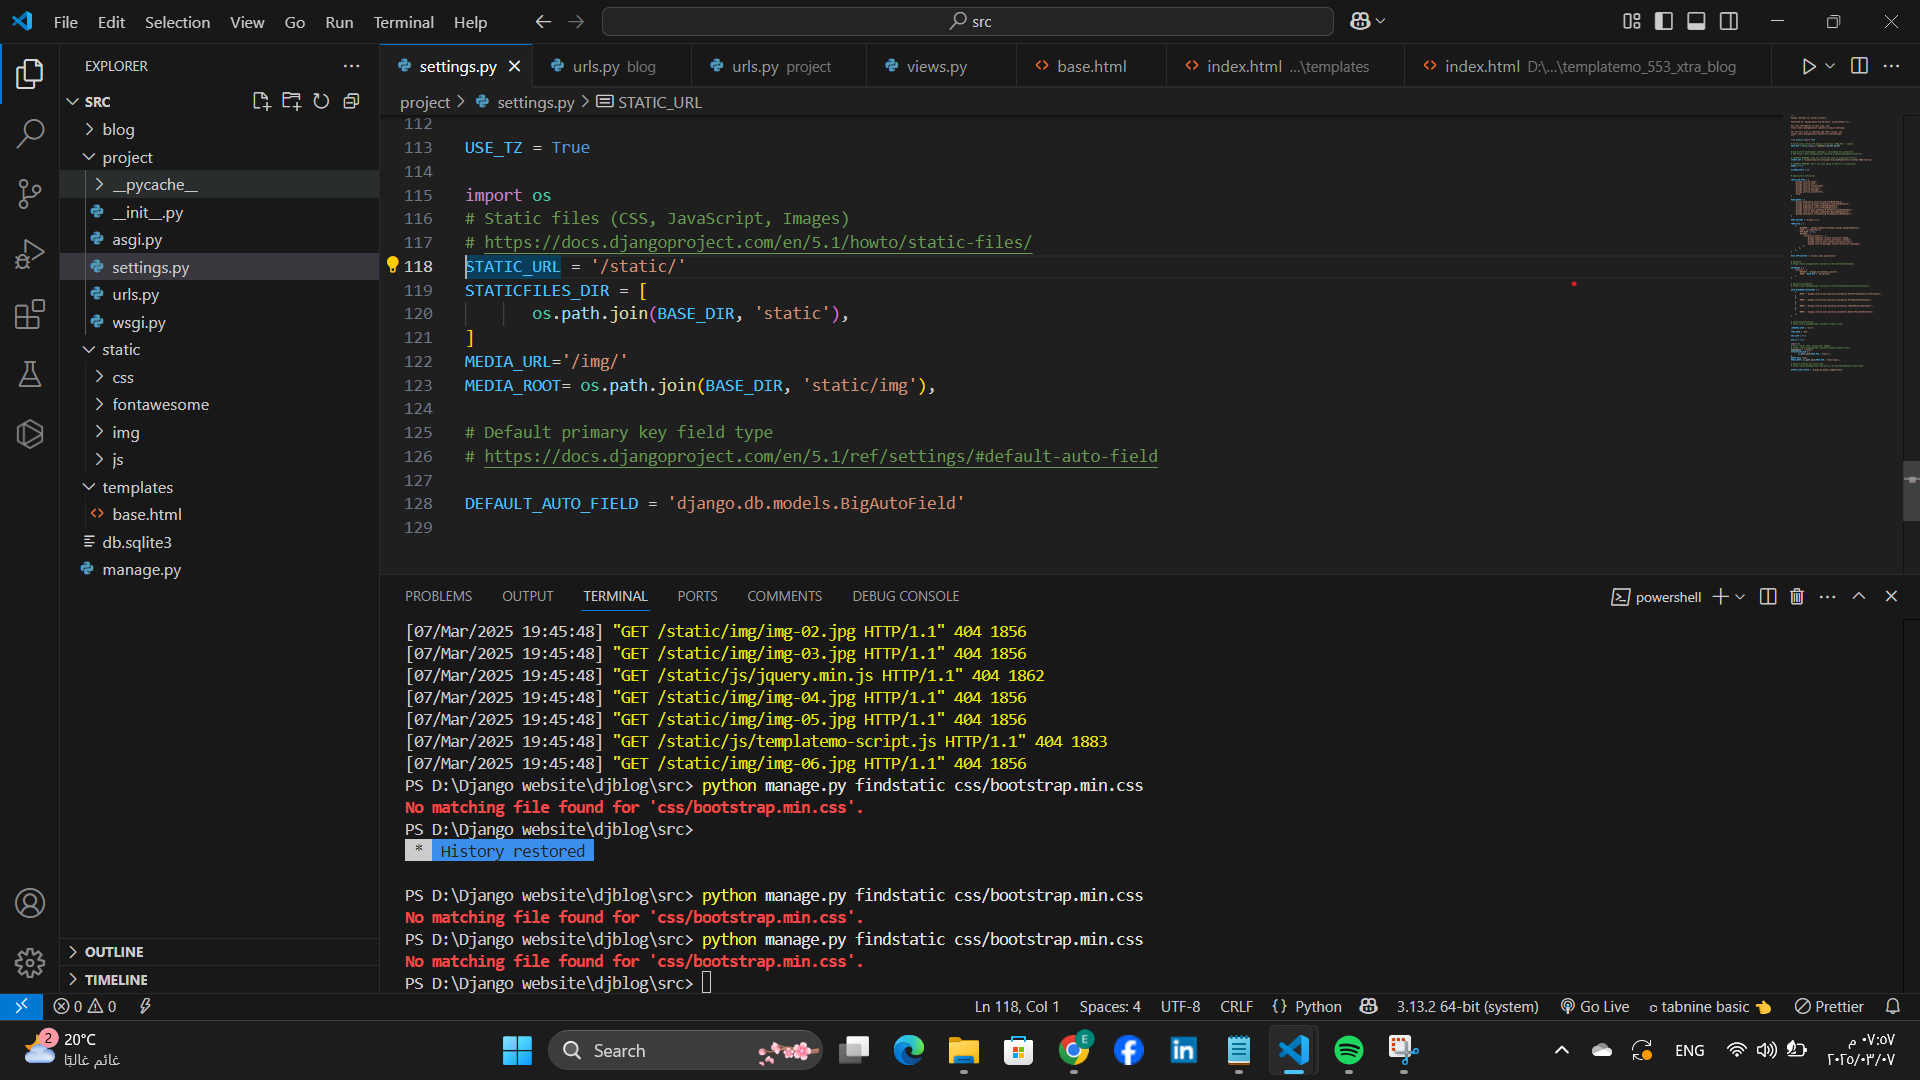 File Edit Selection View Go Run Terminal Help
src
EXPLORER
SRC
blog
project
__pycache__
__init__.py
asgi.py
settings.py
urls.py
wsgi.py
static
css
fontawesome
img
js
templates
base.html
db.sqlite3
manage.py
OUTLINE
TIMELINE
settings.py
urls.py blog
urls.py project
views.py
base.html
index.html ...\templates
index.html D:\...\templatemo_553_xtra_blog
project > settings.py > STATIC_URL
112
113 USE_TZ = True
114
115 import os
116 # Static files (CSS, JavaScript, Images)
117 # https://docs.djangoproject.com/en/5.1/howto/static-files/
118 STATIC_URL = '/static/'
119 STATICFILES_DIR = [
120 os.path.join(BASE_DIR, 'static'),
121 ]
122 MEDIA_URL='/img/'
123 MEDIA_ROOT= os.path.join(BASE_DIR, 'static/img'),
124
125 # Default primary key field type
126 # https://docs.djangoproject.com/en/5.1/ref/settings/#default-auto-field
127
128 DEFAULT_AUTO_FIELD = 'django.db.models.BigAutoField'
129
PROBLEMS OUTPUT TERMINAL PORTS COMMENTS DEBUG CONSOLE
powershell
[07/Mar/2025 19:45:48] "GET /static/img/img-02.jpg HTTP/1.1" 404 1856
[07/Mar/2025 19:45:48] "GET /static/img/img-03.jpg HTTP/1.1" 404 1856
[07/Mar/2025 19:45:48] "GET /static/js/jquery.min.js HTTP/1.1" 404 1862
[07/Mar/2025 19:45:48] "GET /static/img/img-04.jpg HTTP/1.1" 404 1856
[07/Mar/2025 19:45:48] "GET /static/img/img-05.jpg HTTP/1.1" 404 1856
[07/Mar/2025 19:45:48] "GET /static/js/templatemo-script.js HTTP/1.1" 404 1883
[07/Mar/2025 19:45:48] "GET /static/img/img-06.jpg HTTP/1.1" 404 1856
PS D:\Django website\djblog\src> python manage.py findstatic css/bootstrap.min.css
No matching file found for 'css/bootstrap.min.css'.
PS D:\Django website\djblog\src>
* History restored
PS D:\Django website\djblog\src> python manage.py findstatic css/bootstrap.min.css
No matching file found for 'css/bootstrap.min.css'.
PS D:\Django website\djblog\src> python manage.py findstatic css/bootstrap.min.css
No matching file found for 'css/bootstrap.min.css'.
PS D:\Django website\djblog\src>
0 0
Ln 118, Col 1 Spaces: 4 UTF-8 CRLF {} Python 3.13.2 64-bit (system) Go Live tabnine basic Prettier
2
20°C
غائم غالبًا
Search
E
ENG
٠٧:٥٧ م
٢٠٢٥/٠٣/٠٧